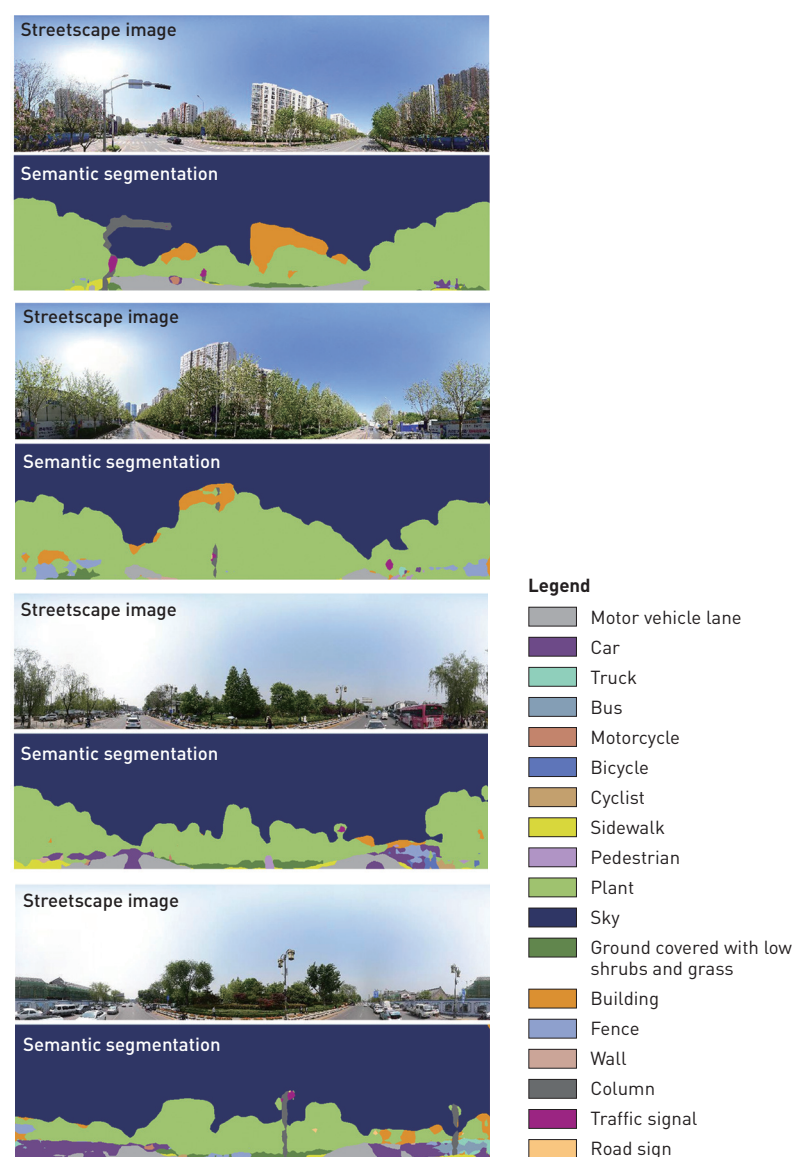 Streetscape image
Semantic segmentation
Streetscape image
Semantic segmentation
Streetscape image
Semantic segmentation
Streetscape image
Semantic segmentation
Legend
Motor vehicle lane
Car
Truck
Bus
Motorcycle
Bicycle
Cyclist
Sidewalk
Pedestrian
Plant
Sky
Ground covered with low
shrubs and grass
Building
Fence
Wall
Column
Traffic signal
Road sign